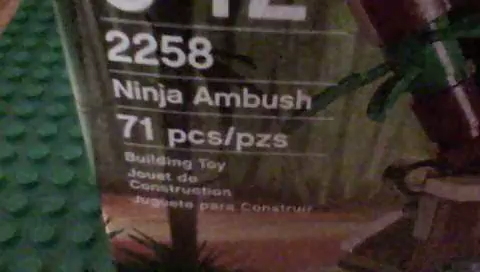 2258
Ninja Ambush
71 pcs/pzs
Building Toy
Jouet de
Construction
Juguete para Construir